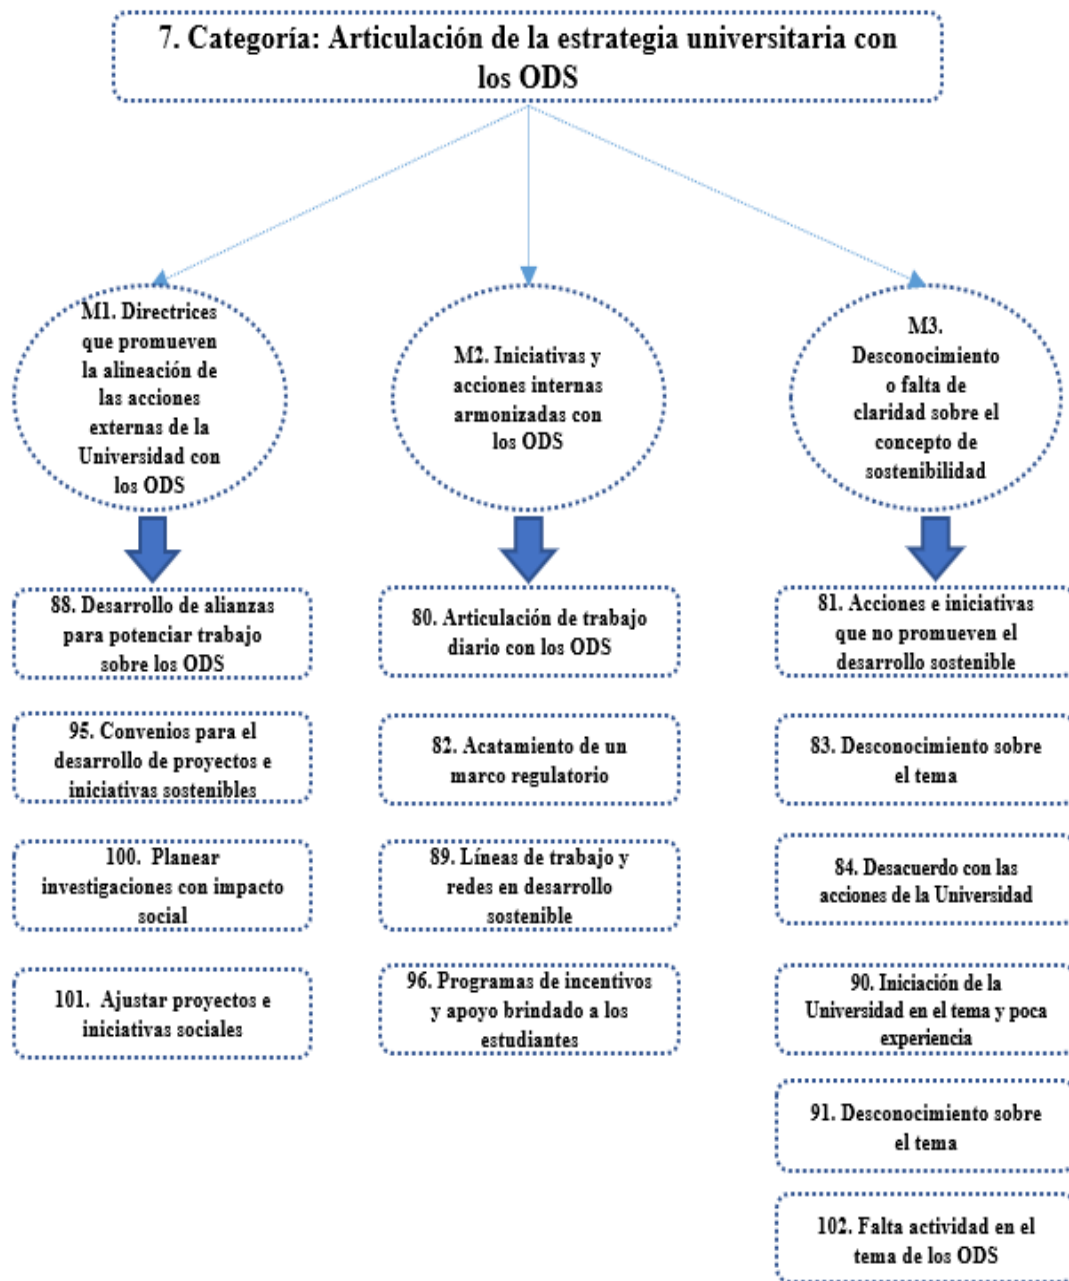 7. Categoría: Articulación de la estrategia universitaria con
los ODS
M1. Directrices
que promueven
la alineación de
las acciones
externas de la
Universidad con
los ODS
88. Desarrollo de alianzas
para potenciar trabajo
sobre los ODS
95. Convenios para el
desarrollo de proyectos e
iniciativas sostenibles
100. Planear
investigaciones con impacto
social
101. Ajustar proyectos e
iniciativas sociales
M2. Iniciativas y
acciones internas
armonizadas con
los ODS
80. Articulación de trabajo
diario con los ODS
82. Acatamiento de un
marco regulatorio
89. Líneas de trabajo y
redes en desarrollo
sostenible
96. Programas de incentivos
y apoyo brindado a los
estudiantes
M3.
Desconocimiento
o falta de
claridad sobre el
concepto de
sostenibilidad
81. Acciones e iniciativas
que no promueven el
desarrollo sostenible
83. Desconocimiento sobre
el tema
84. Desacuerdo con las
acciones de la Universidad
90. Iniciación de la
Universidad en el tema y poca
experiencia
91. Desconocimiento sobre
el tema
102. Falta actividad en el
tema de los ODS